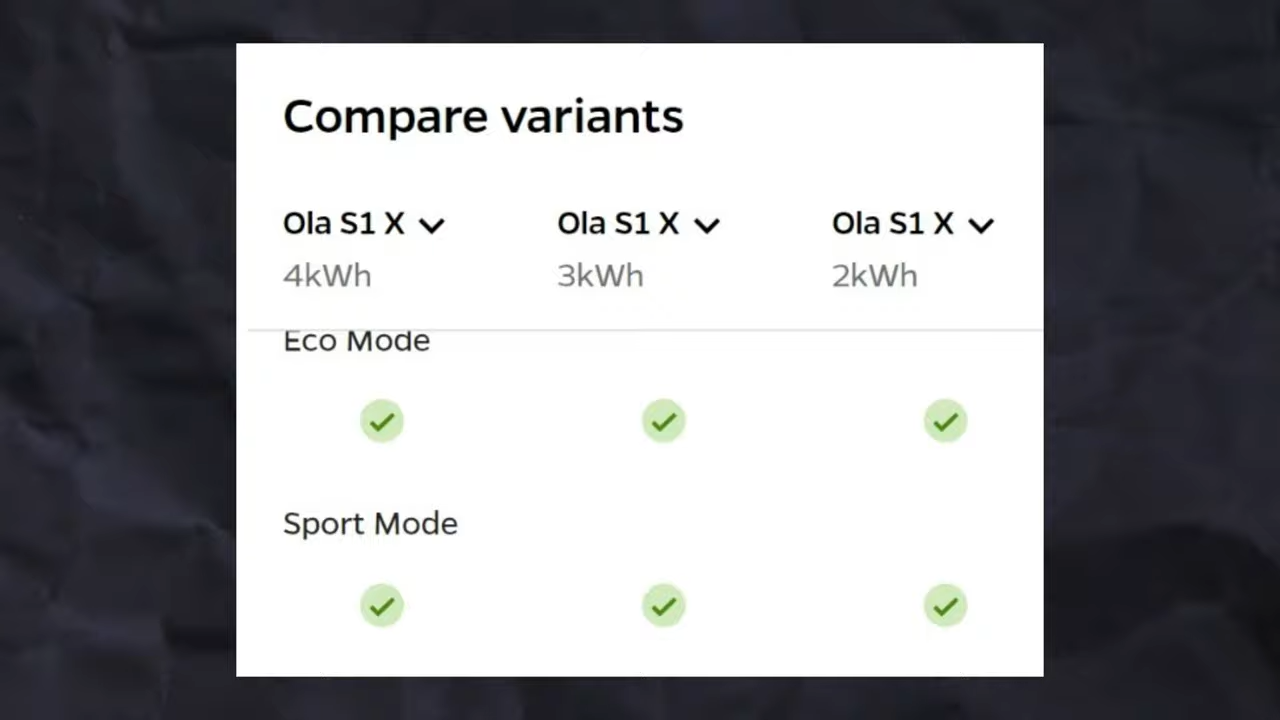 Compare variants
Ola S1 X Ola S1 X Ola S1 X
4kWh 3kWh 2kWh
Eco Mode
Sport Mode